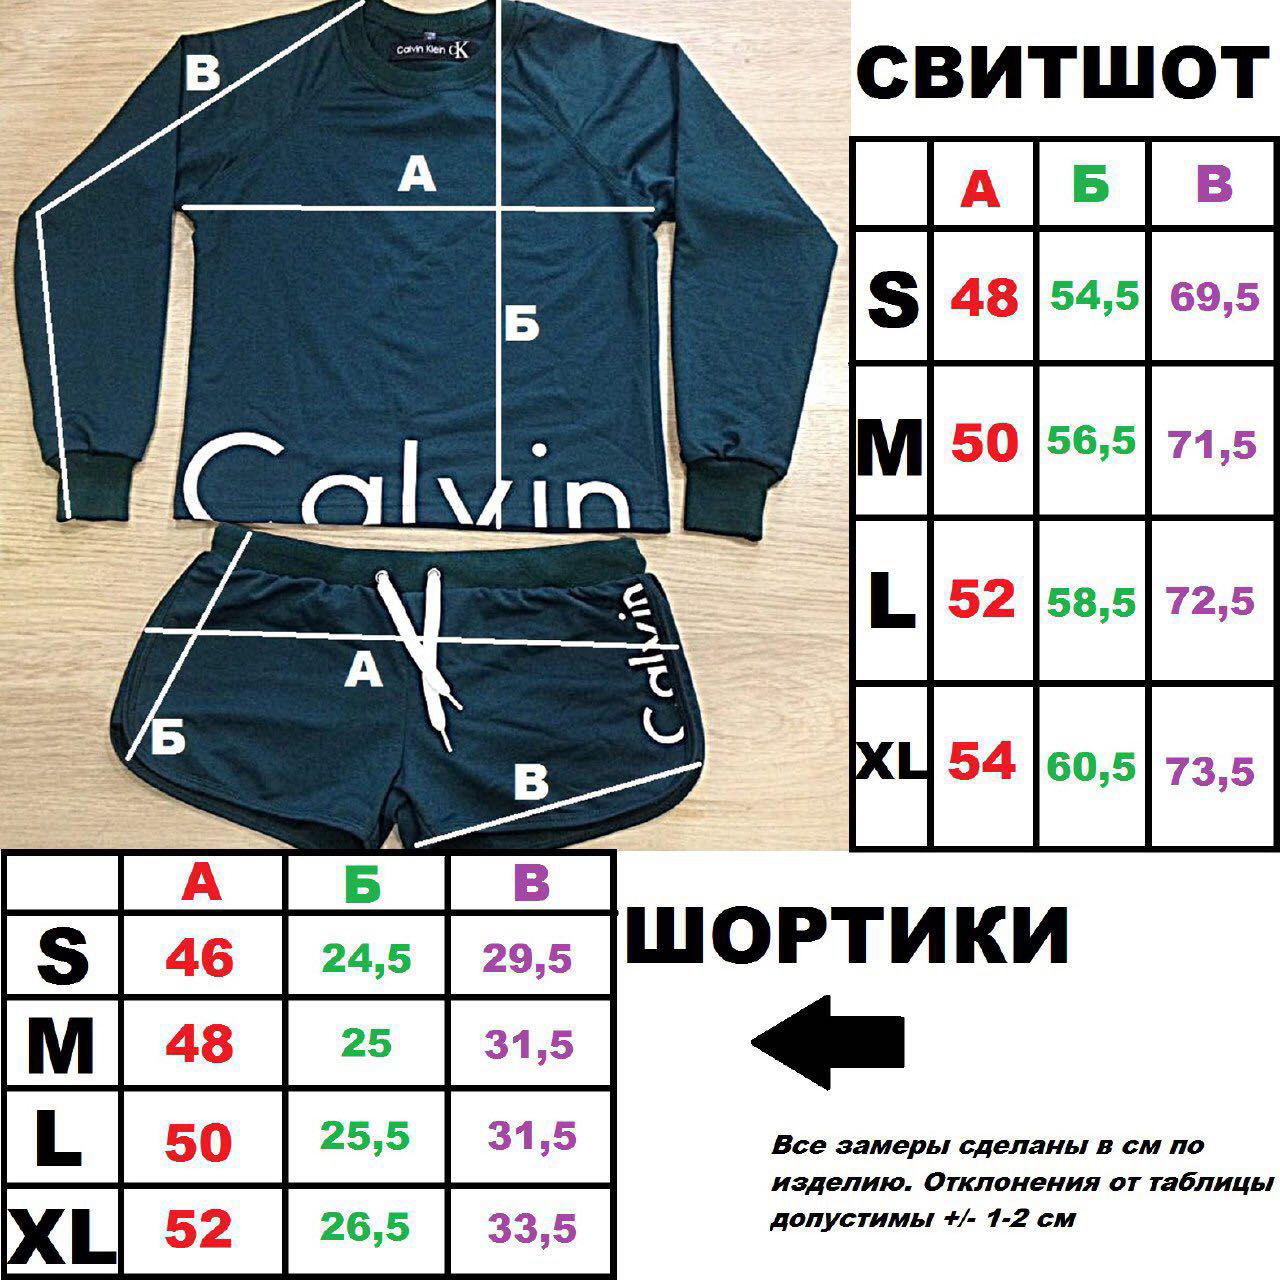 Calvin Klein CK
В
А
Б
Calvin
А
Б
В
Calvin
СВИТШОТ
А Б В
S 48 54,5 69,5
M 50 56,5 71,5
L 52 58,5 72,5
XL 54 60,5 73,5
А Б В
S 46 24,5 29,5
M 48 25 31,5
L 50 25,5 31,5
XL 52 26,5 33,5
ШОРТИКИ
Все замеры сделаны в см по
изделию. Отклонения от таблицы
допустимы +/- 1-2 см